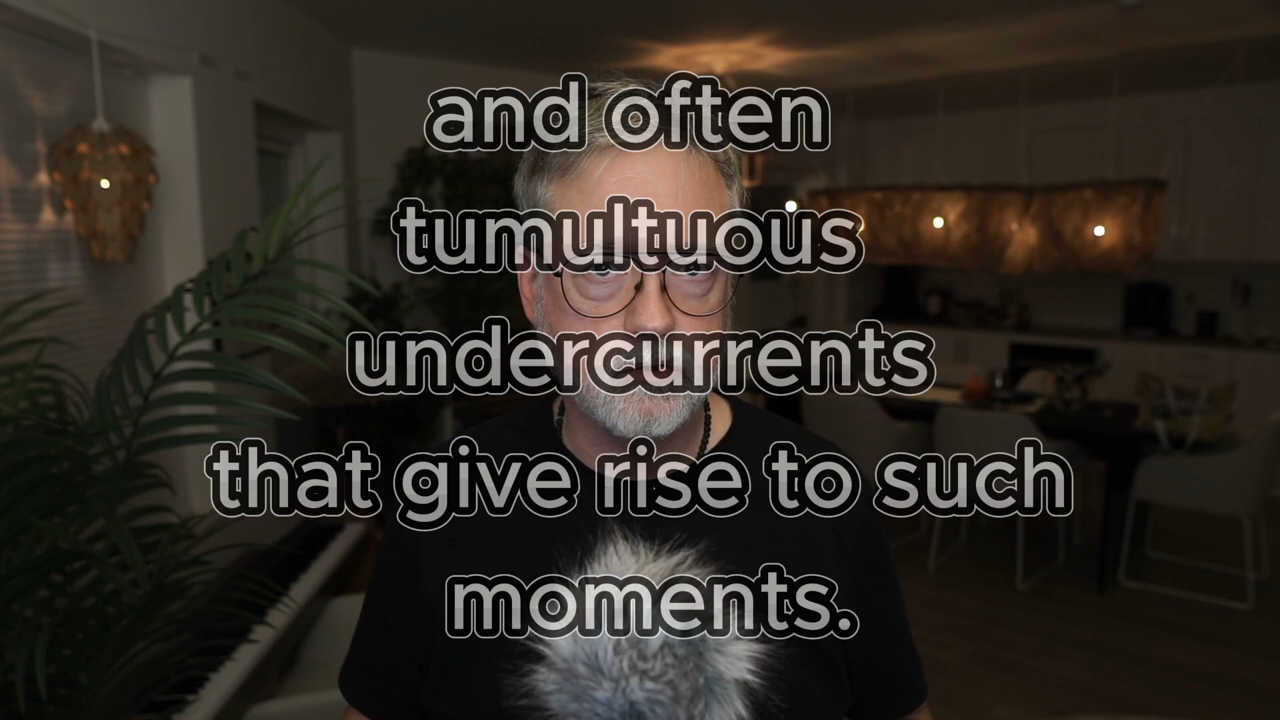 and often
tumultuous
undercurrents
that give rise to such
moments.